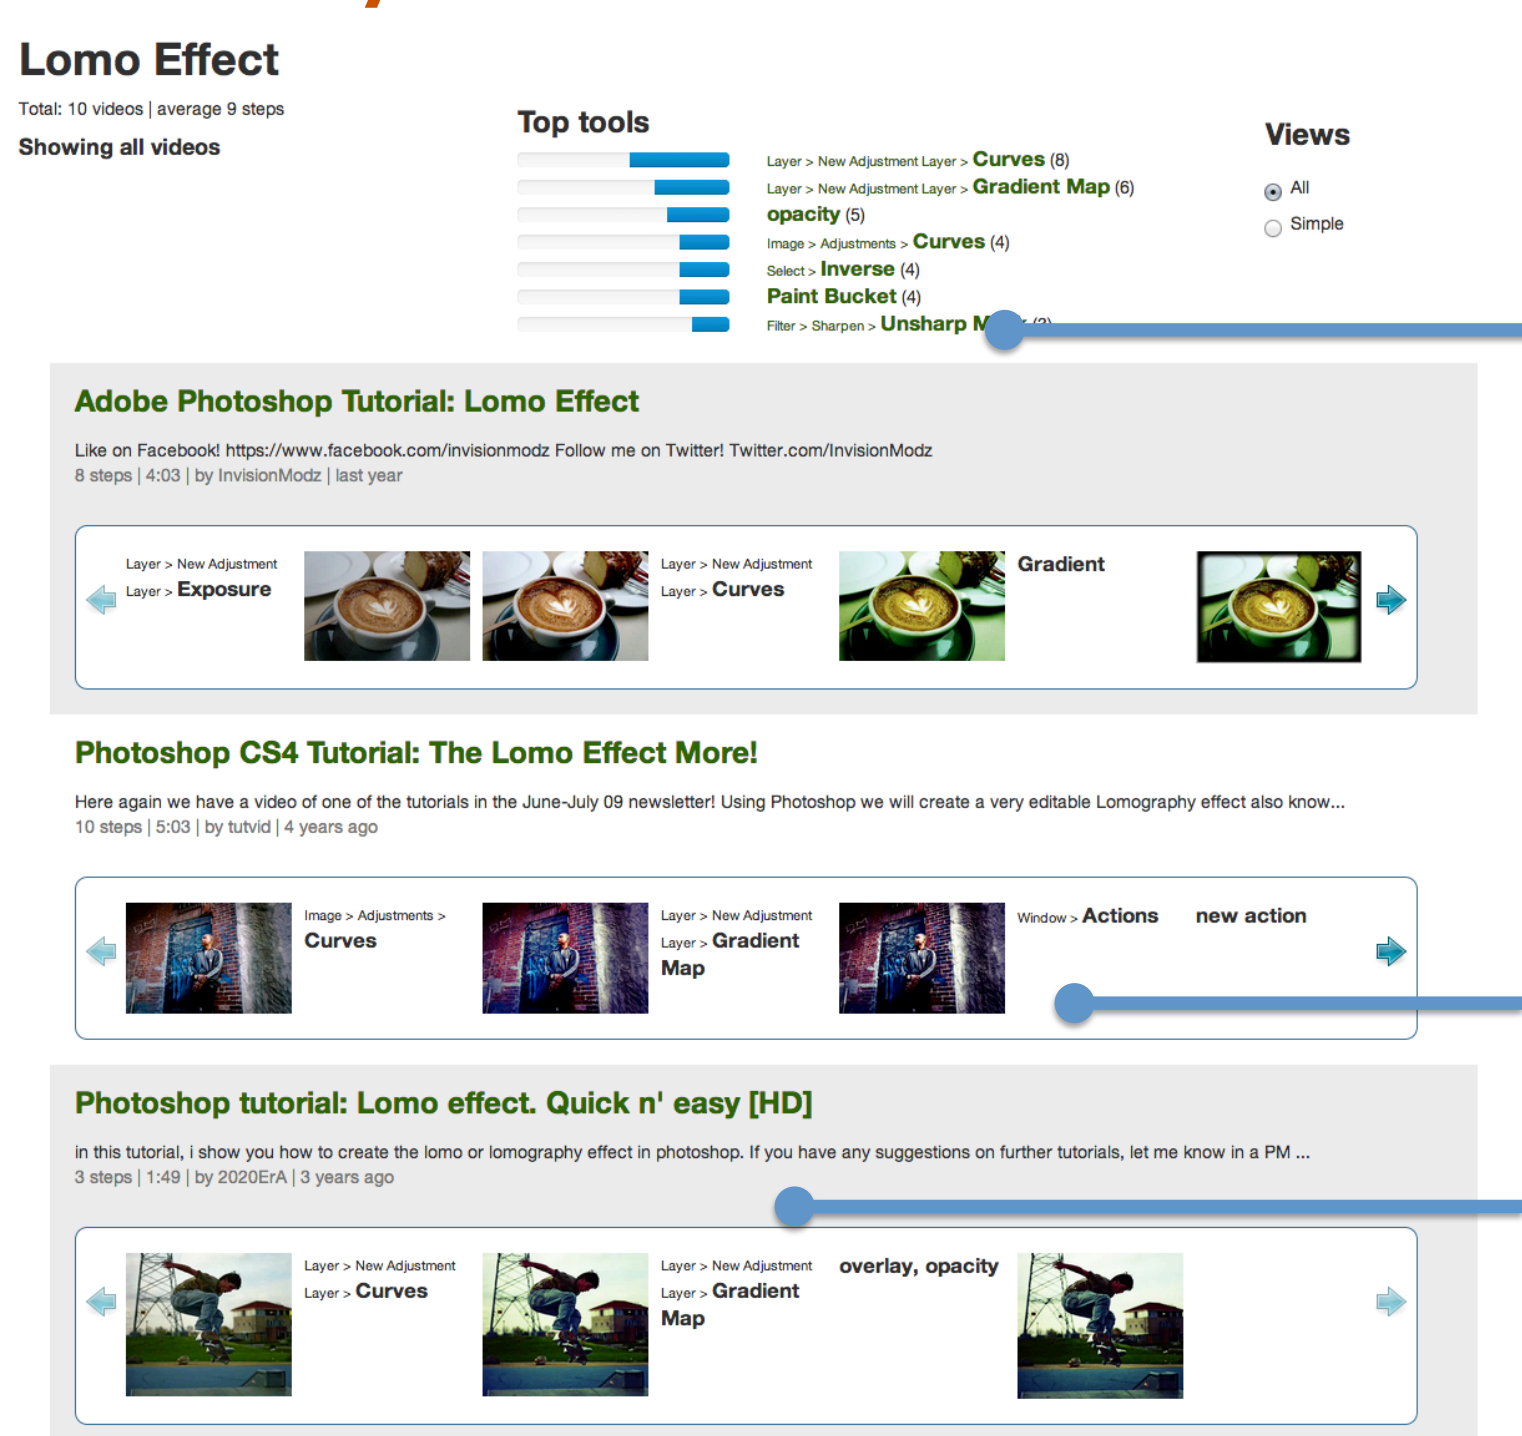 Lomo Effect
Total: 10 videos | average 9 steps
Showing all videos
Top tools
Layer > New Adjustment Layer > Curves (8)
Layer > New Adjustment Layer > Gradient Map (6)
opacity (5)
Image > Adjustments > Curves (4)
Select > Inverse (4)
Paint Bucket (4)
Filter > Sharpen > Unsharp
Views
All
Simple
Adobe Photoshop Tutorial: Lomo Effect
Like on Facebook! https://www.facebook.com/invisionmodz Follow me on Twitter! Twitter.com/InvisionModz
8 steps | 4:03 | by InvisionModz | last year
Layer > New Adjustment
Layer > Exposure
Layer > New Adjustment
Layer > Curves
Gradient
Photoshop CS4 Tutorial: The Lomo Effect More!
Here again we have a video of one of the tutorials in the June-July 09 newsletter! Using Photoshop we will create a very editable Lomography effect also know...
10 steps | 5:03 | by tutvid | 4 years ago
Image > Adjustments >
Curves
Layer > New Adjustment
Layer > Gradient
Map
Window > Actions
new action
Photoshop tutorial: Lomo effect. Quick n' easy [HD]
in this tutorial, i show you how to create the lomo or lomography effect in photoshop. If you have any suggestions on further tutorials, let me know in a PM ...
3 steps | 1:49 | by 2020ErA | 3 years ago
Layer > New Adjustment
Layer > Curves
Layer > New Adjustment
Layer > Gradient
Map
overlay, opacity